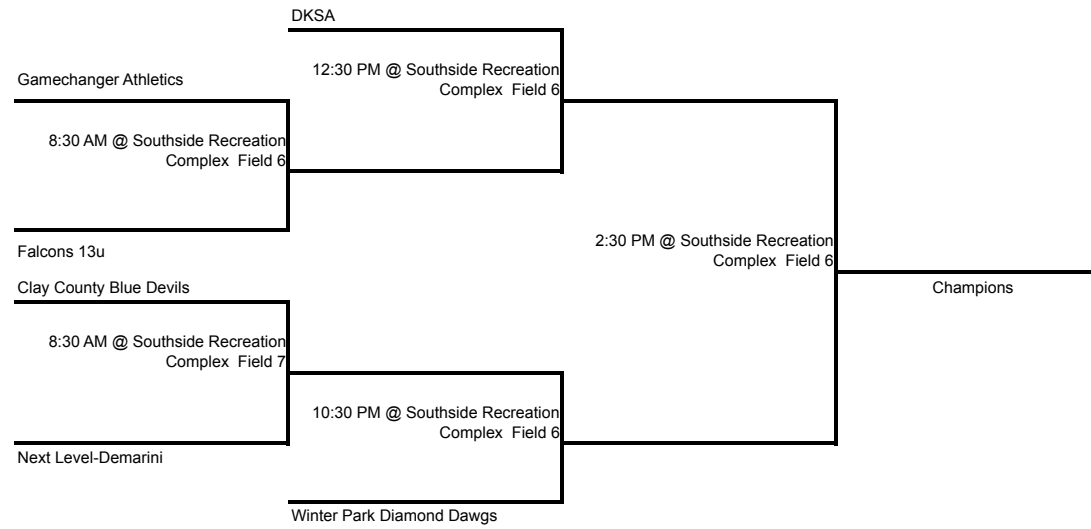 DKSA
12:30 PM @ Southside Recreation
Complex  Field 6
Gamechanger Athletics
8:30 AM @ Southside Recreation
Complex  Field 6
Falcons 13u
2:30 PM @ Southside Recreation
Complex  Field 6
Champions
Clay County Blue Devils
8:30 AM @ Southside Recreation
Complex  Field 7
10:30 PM @ Southside Recreation
Complex  Field 6
Next Level-Demarini
Winter Park Diamond Dawgs